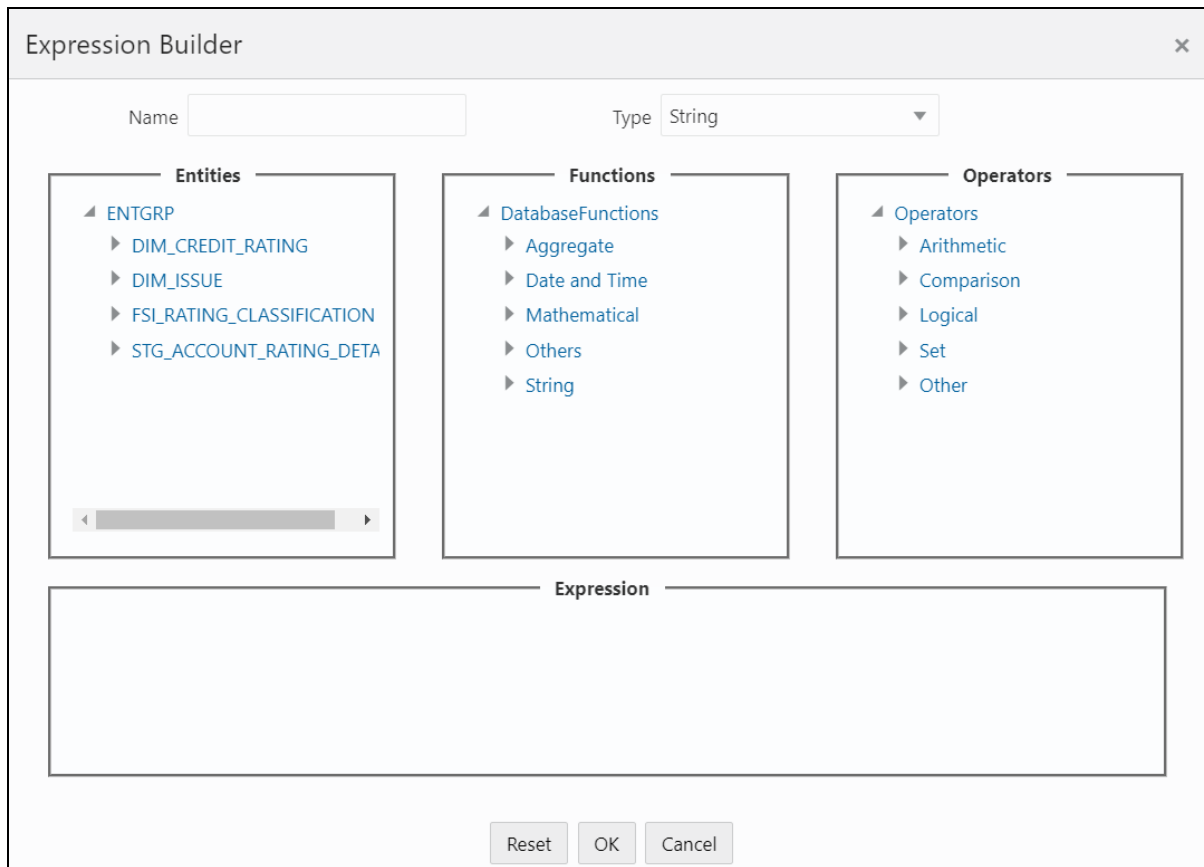 Expression Builder
Name
Type String
Entities
ENTGRP
DIM_CREDIT_RATING
DIM_ISSUE
FSI_RATING_CLASSIFICATION
STG_ACCOUNT_RATING_DETA
Functions
DatabaseFunctions
Aggregate
Date and Time
Mathematical
Others
String
Operators
Operators
Arithmetic
Comparison
Logical
Set
Other
Expression
Reset OK Cancel